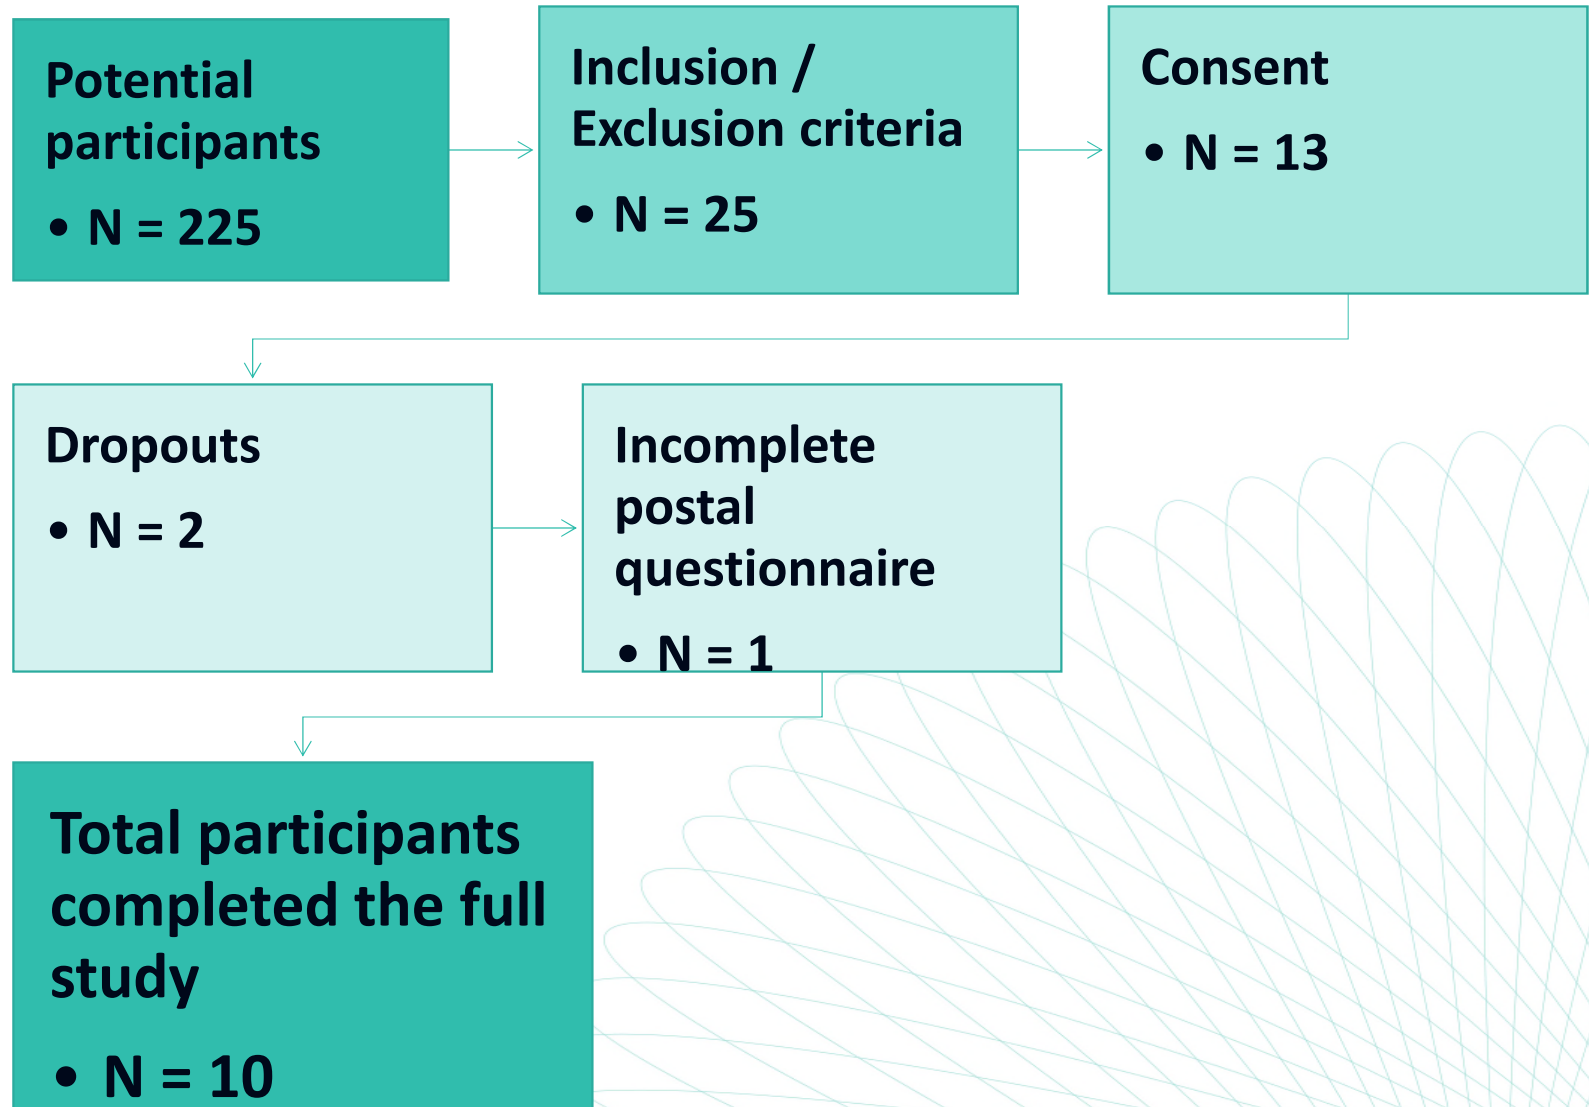 Potential
participants
• N = 225
Inclusion /
Exclusion criteria
• N = 25
Consent
• N = 13
Dropouts
• N = 2
Incomplete
postal
questionnaire
• N = 1
Total participants
completed the full
study
• N = 10